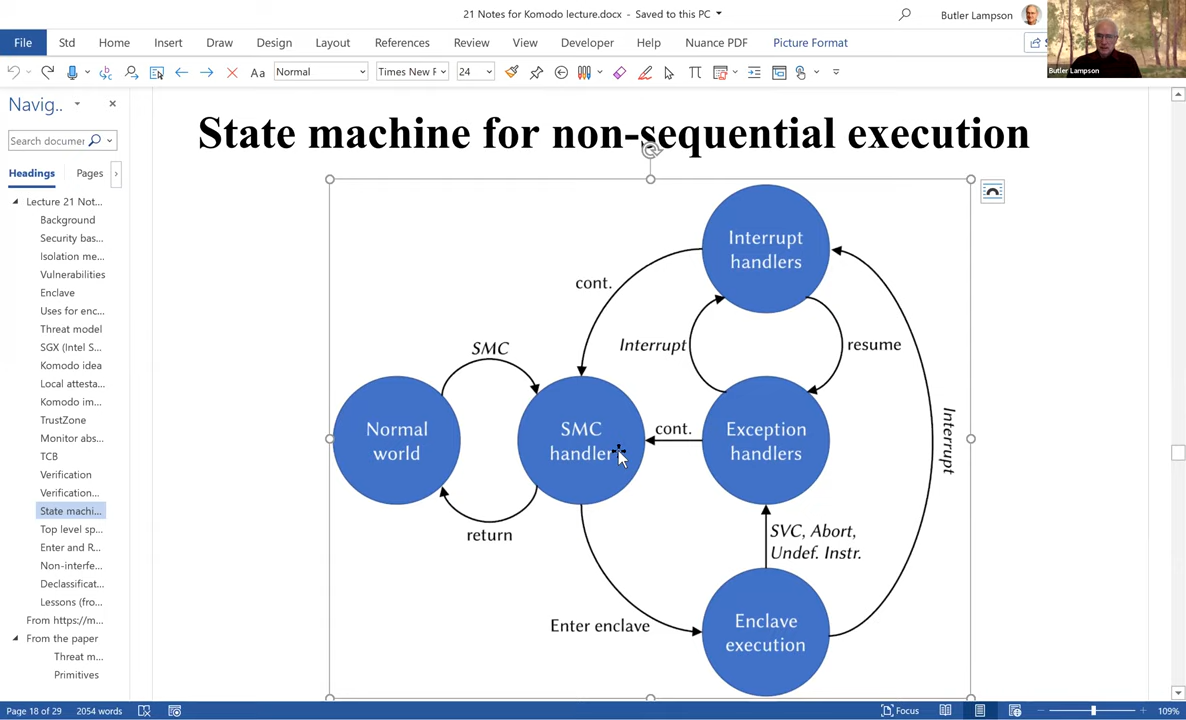 21 Notes for Komodo lecture.docx - Saved to this PC
Butler Lampson
File Std Home Insert Draw Design Layout References Review View Developer Help Nuance PDF Picture Format
Normal Times New F 24
Butler Lampson
Navig..
Search documen
Headings Pages
Lecture 21 Not...
Background
Security bas...
Isolation me...
Vulnerabilities
Enclave
Uses for enc...
Threat model
SGX (Intel S...
Komodo idea
Local attesta...
Komodo im...
TrustZone
Monitor abs...
TCB
Verification
Verification...
State machi...
Top level sp...
Enter and R...
Non-interfe...
Declassificat...
Lessons (fro...
From https://m...
From the paper
Threat m...
Primitives
State machine for non-sequential execution
Interrupt
handlers
cont.
Interrupt
resume
SMC
Normal
world
SMC
handler
cont.
Exception
handlers
Interrupt
return
SVC, Abort,
Undef. Instr.
Enter enclave
Enclave
execution
Page 18 of 29 2054 words Focus 109%